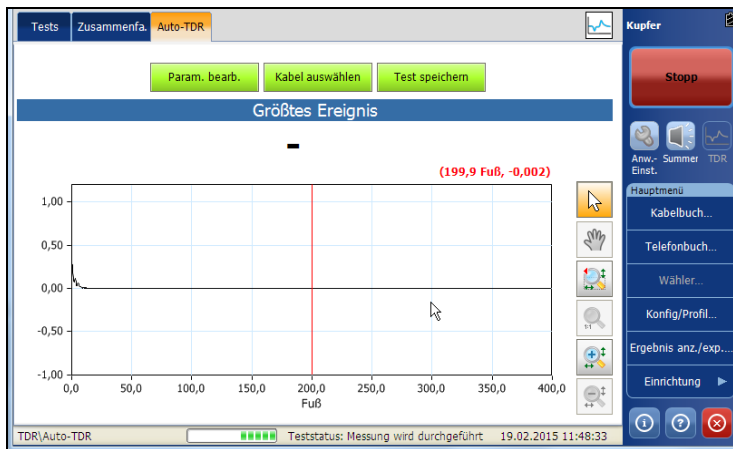 Tests Zusammenfa. Auto-TDR
Param. bearb. Kabel auswählen Test speichern
Größtes Ereignis
-
(199,9 Fuß, -0,002)
1,00
0,50
0,00
-0,50
-1,00
0,0 50,0 100,0 150,0 200,0 250,0 300,0 350,0 400,0
Fuß
1:1
TDR\Auto-TDR Teststatus: Messung wird durchgeführt 19.02.2015 11:48:33
Kupfer
Stopp
Anw.- Einst. Summer TDR
Hauptmenü
Kabelbuch...
Telefonbuch...
Wähler...
Konfig/Profil...
Ergebnis anz./exp....
Einrichtung